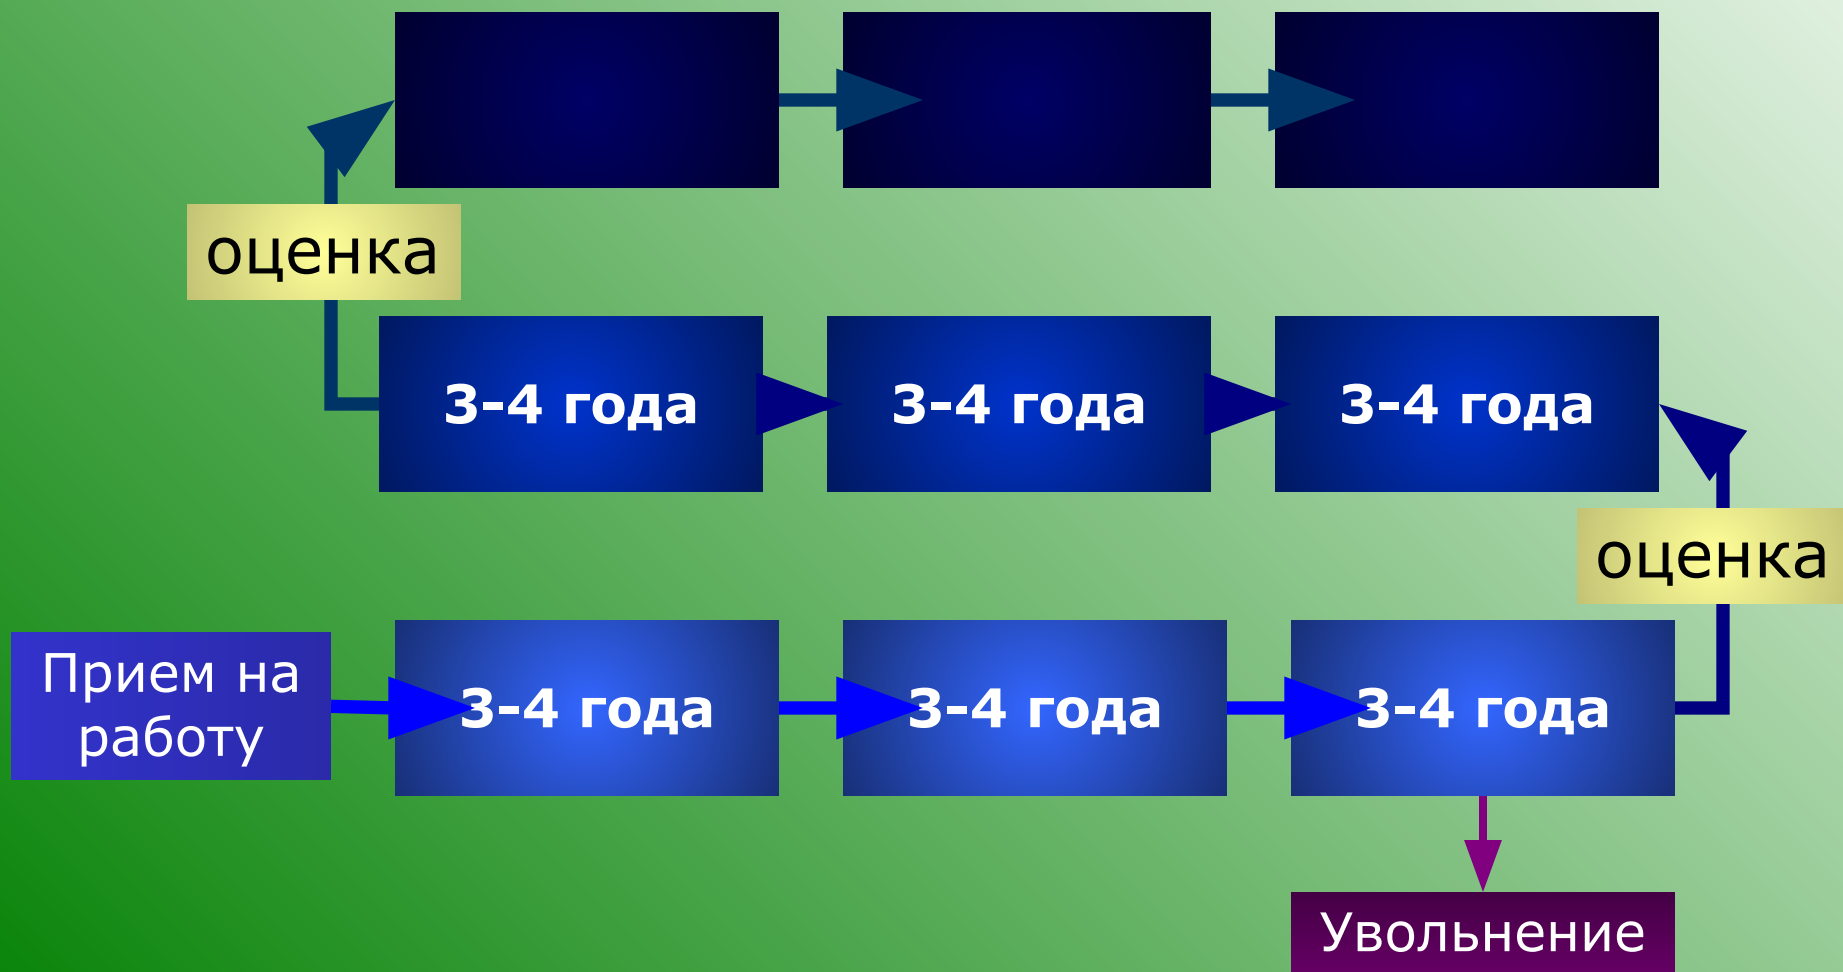 оценка
3-4 года
3-4 года
3-4 года
оценка
Прием на
работу
3-4 года
3-4 года
3-4 года
Увольнение